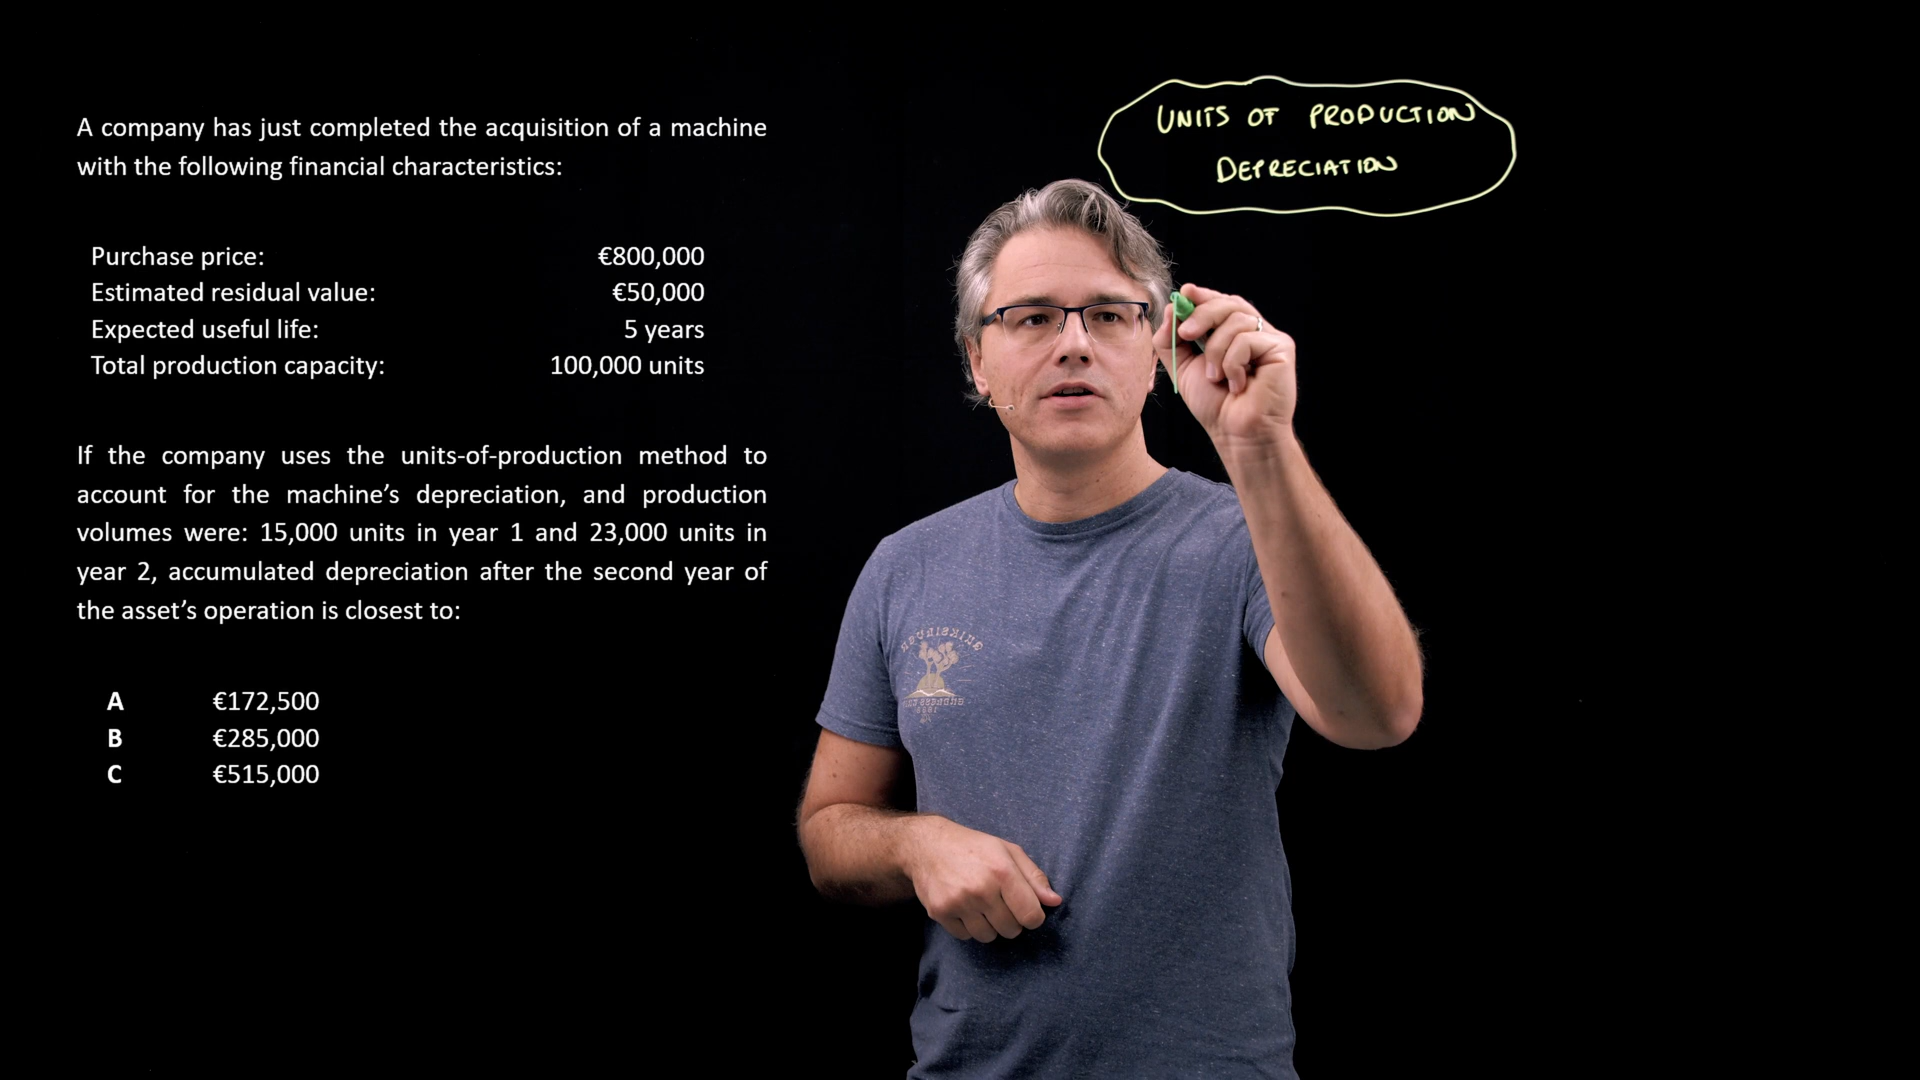 A company has just completed the acquisition of a machine
with the following financial characteristics:
Purchase price: €800,000
Estimated residual value: €50,000
Expected useful life: 5 years
Total production capacity: 100,000 units
If the company uses the units-of-production method to
account for the machine’s depreciation, and production
volumes were: 15,000 units in year 1 and 23,000 units in
year 2, accumulated depreciation after the second year of
the asset’s operation is closest to:
A €172,500
B €285,000
C €515,000
UNITS OF PRODUCTION
DEPRECIATION